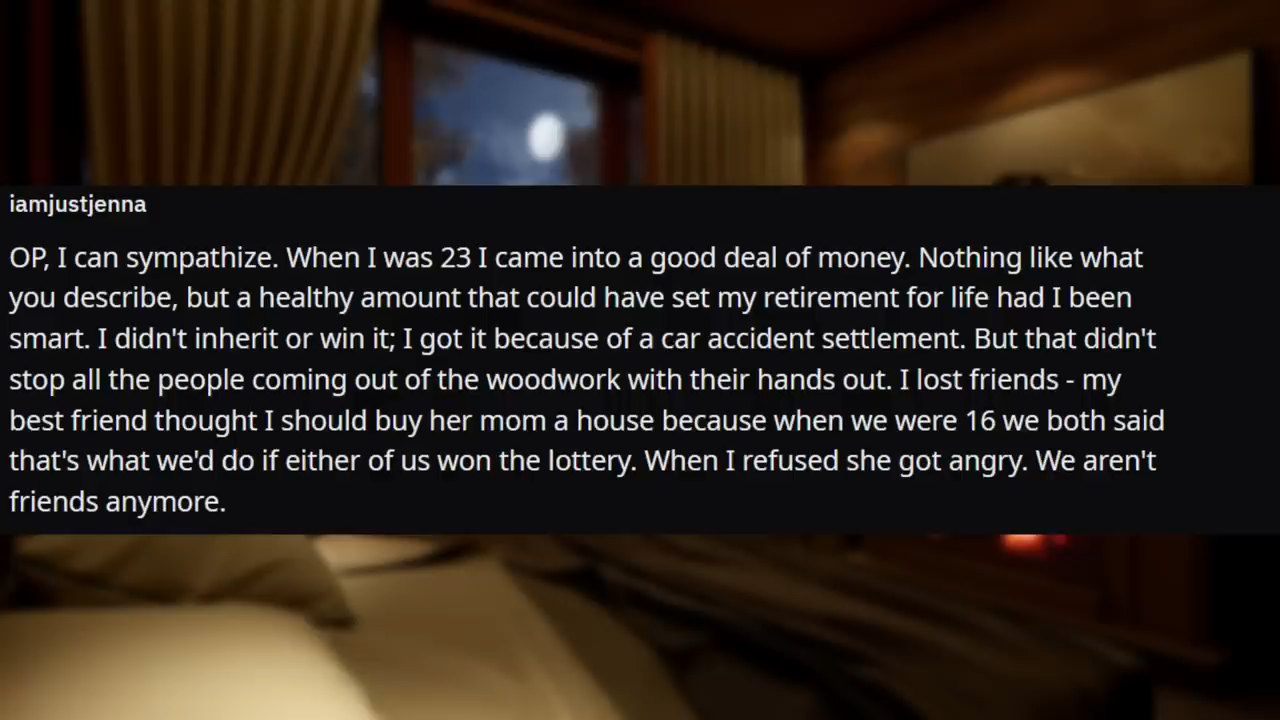 iamjustjenna
OP, I can sympathize. When I was 23 I came into a good deal of money. Nothing like what
you describe, but a healthy amount that could have set my retirement for life had I been
smart. I didn't inherit or win it; I got it because of a car accident settlement. But that didn't
stop all the people coming out of the woodwork with their hands out. I lost friends - my
best friend thought I should buy her mom a house because when we were 16 we both said
that's what we'd do if either of us won the lottery. When I refused she got angry. We aren't
friends anymore.